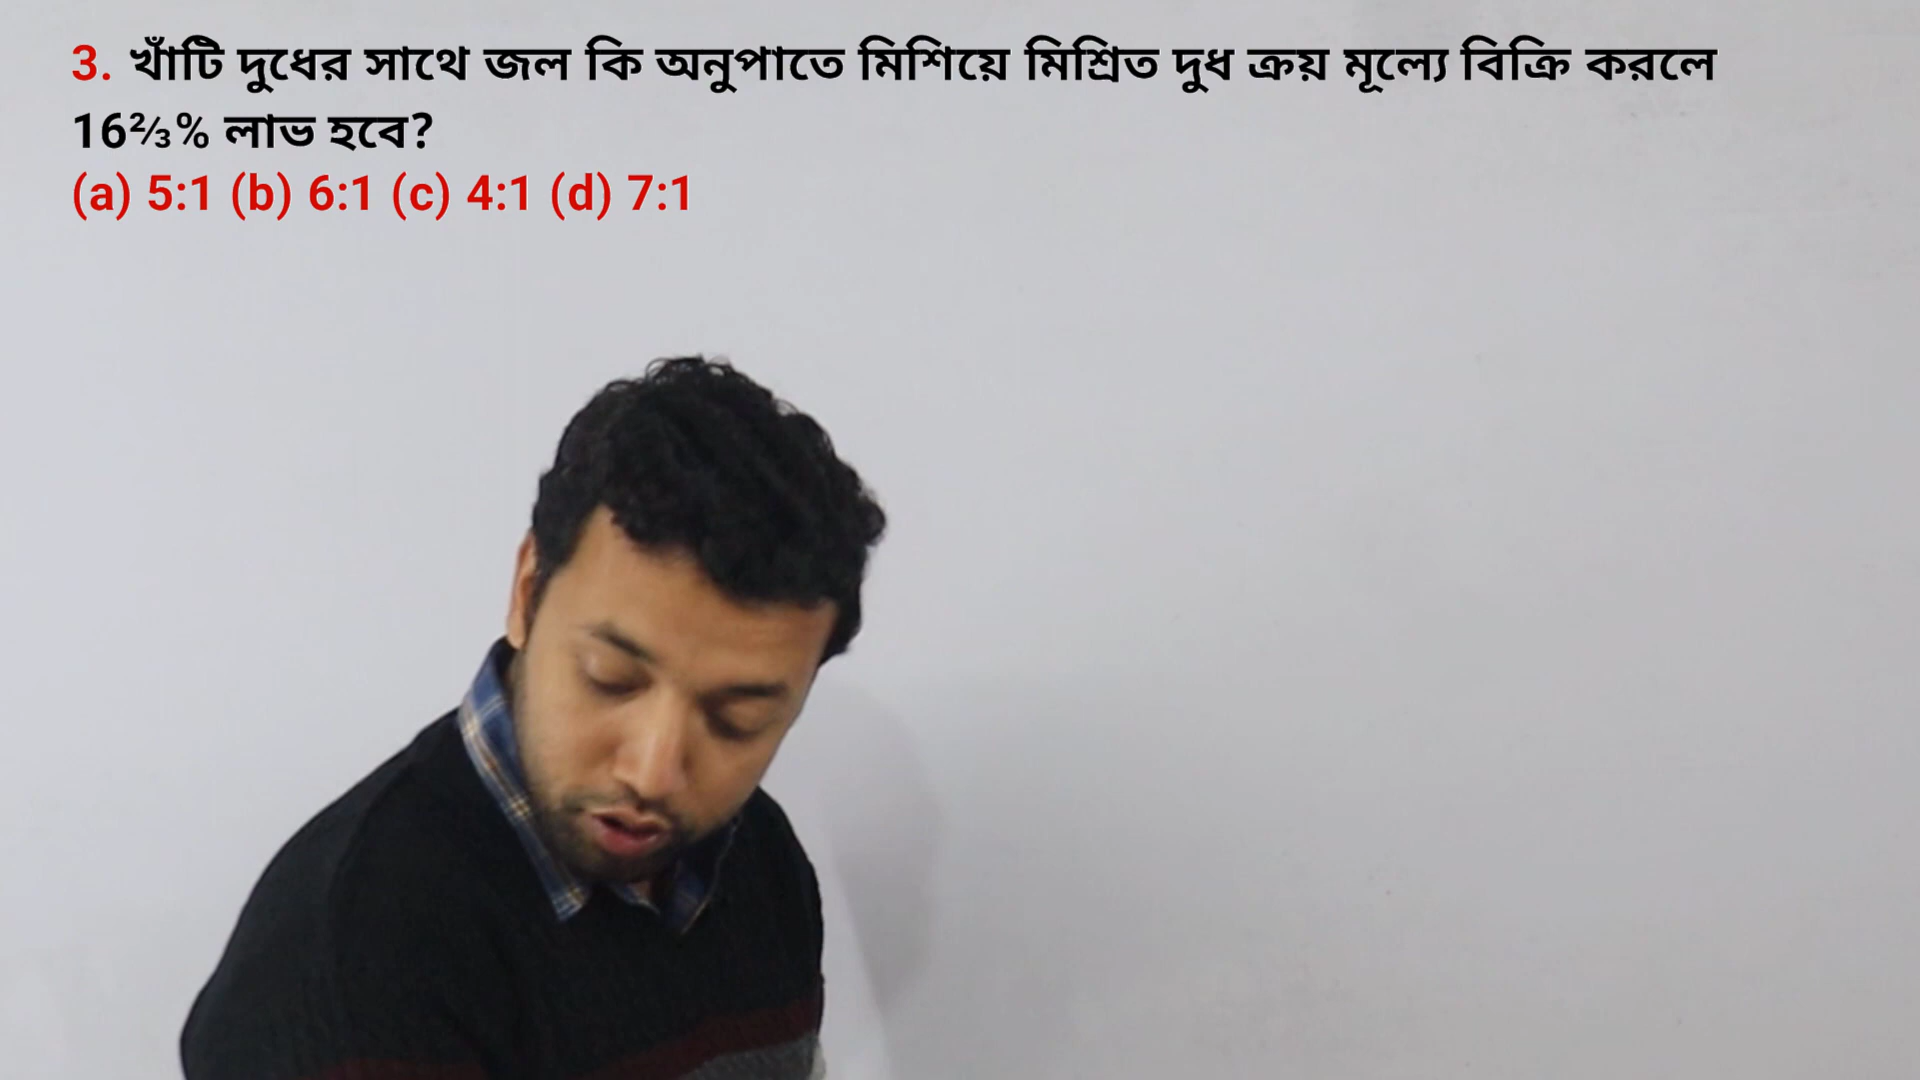 3. খাঁটি দুধের সাথে জল কি অনুপাতে মিশিয়ে মিশ্রিত দুধ ক্রয় মূল্যে বিক্রি করলে
16⅔% লাভ হবে?
(a) 5:1 (b) 6:1 (c) 4:1 (d) 7:1